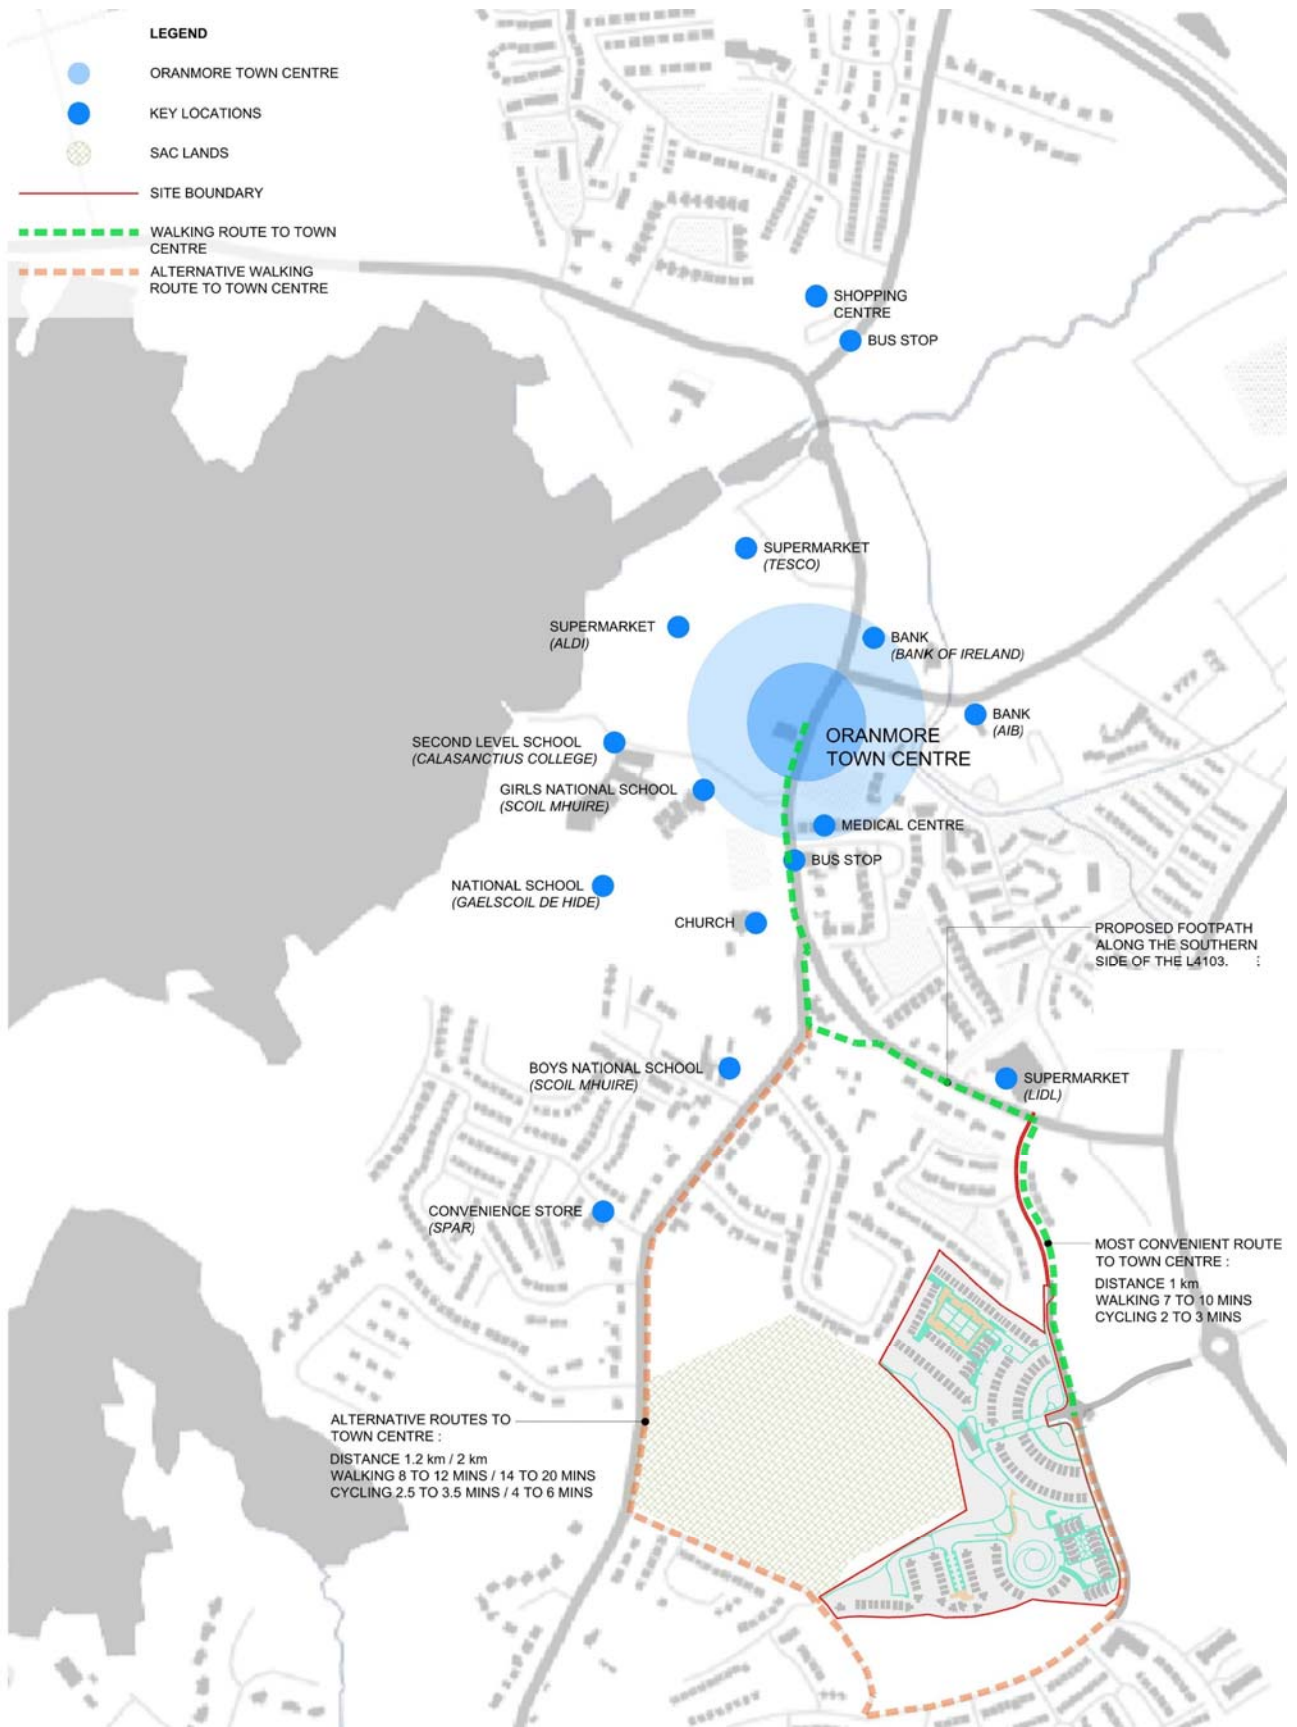 LEGEND
ORANMORE TOWN CENTRE
KEY LOCATIONS
SAC LANDS
SITE BOUNDARY
WALKING ROUTE TO TOWN
CENTRE
ALTERNATIVE WALKING
ROUTE TO TOWN CENTRE
SHOPPING
CENTRE
BUS STOP
SUPERMARKET
(TESCO)
SUPERMARKET
(ALDI)
BANK
(BANK OF IRELAND)
BANK
(AIB)
ORANMORE
TOWN CENTRE
SECOND LEVEL SCHOOL
(CALASANCTIUS COLLEGE)
GIRLS NATIONAL SCHOOL
(SCOIL MHUIRE)
MEDICAL CENTRE
BUS STOP
NATIONAL SCHOOL
(GAELSCOIL DE HIDE)
CHURCH
PROPOSED FOOTPATH
ALONG THE SOUTHERN
SIDE OF THE L4103.
BOYS NATIONAL SCHOOL
(SCOIL MHUIRE)
SUPERMARKET
(LIDL)
CONVENIENCE STORE
(SPAR)
MOST CONVENIENT ROUTE
TO TOWN CENTRE :
DISTANCE 1 km
WALKING 7 TO 10 MINS
CYCLING 2 TO 3 MINS
ALTERNATIVE ROUTES TO
TOWN CENTRE :
DISTANCE 1.2 km / 2 km
WALKING 8 TO 12 MINS / 14 TO 20 MINS
CYCLING 2.5 TO 3.5 MINS / 4 TO 6 MINS